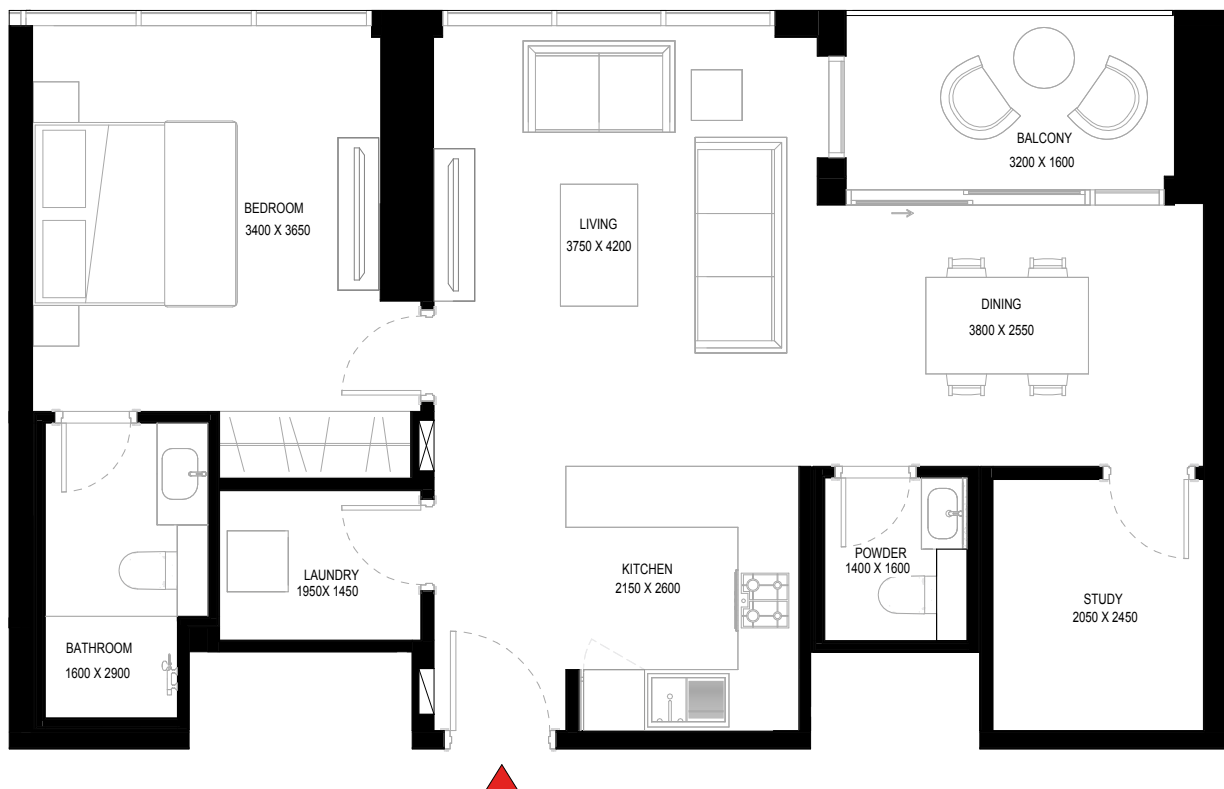 BALCONY
3200 X 1600
BEDROOM
3400 X 3650
LIVING
3750 X 4200
DINING
3800 X 2550
LAUNDRY
1950X 1450
KITCHEN
2150 X 2600
POWDER
1400 X 1600
STUDY
2050 X 2450
BATHROOM
1600 X 2900